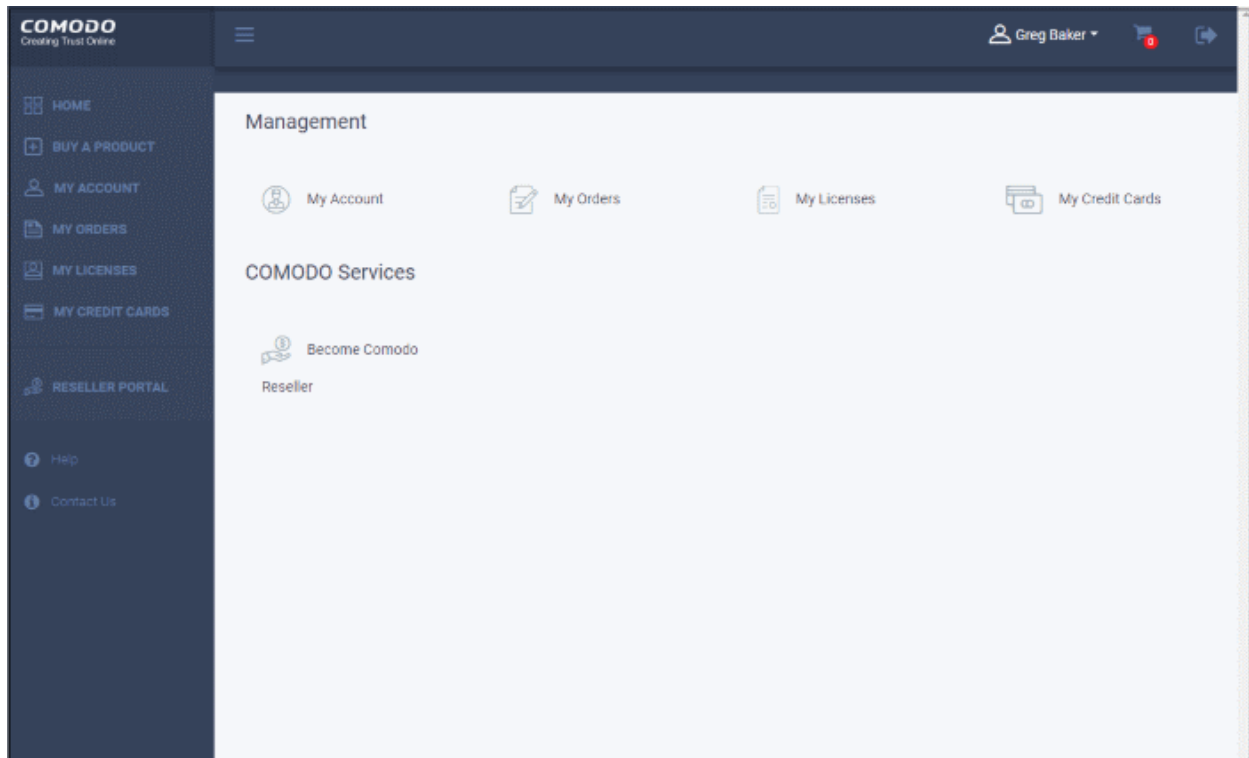 COMODO
Creating Trust Online
Greg Baker
0
HOME
BUY A PRODUCT
MY ACCOUNT
MY ORDERS
MY LICENSES
MY CREDIT CARDS
RESELLER PORTAL
Help
Contact Us
Management
My Account
My Orders
My Licenses
My Credit Cards
COMODO Services
Become Comodo
Reseller